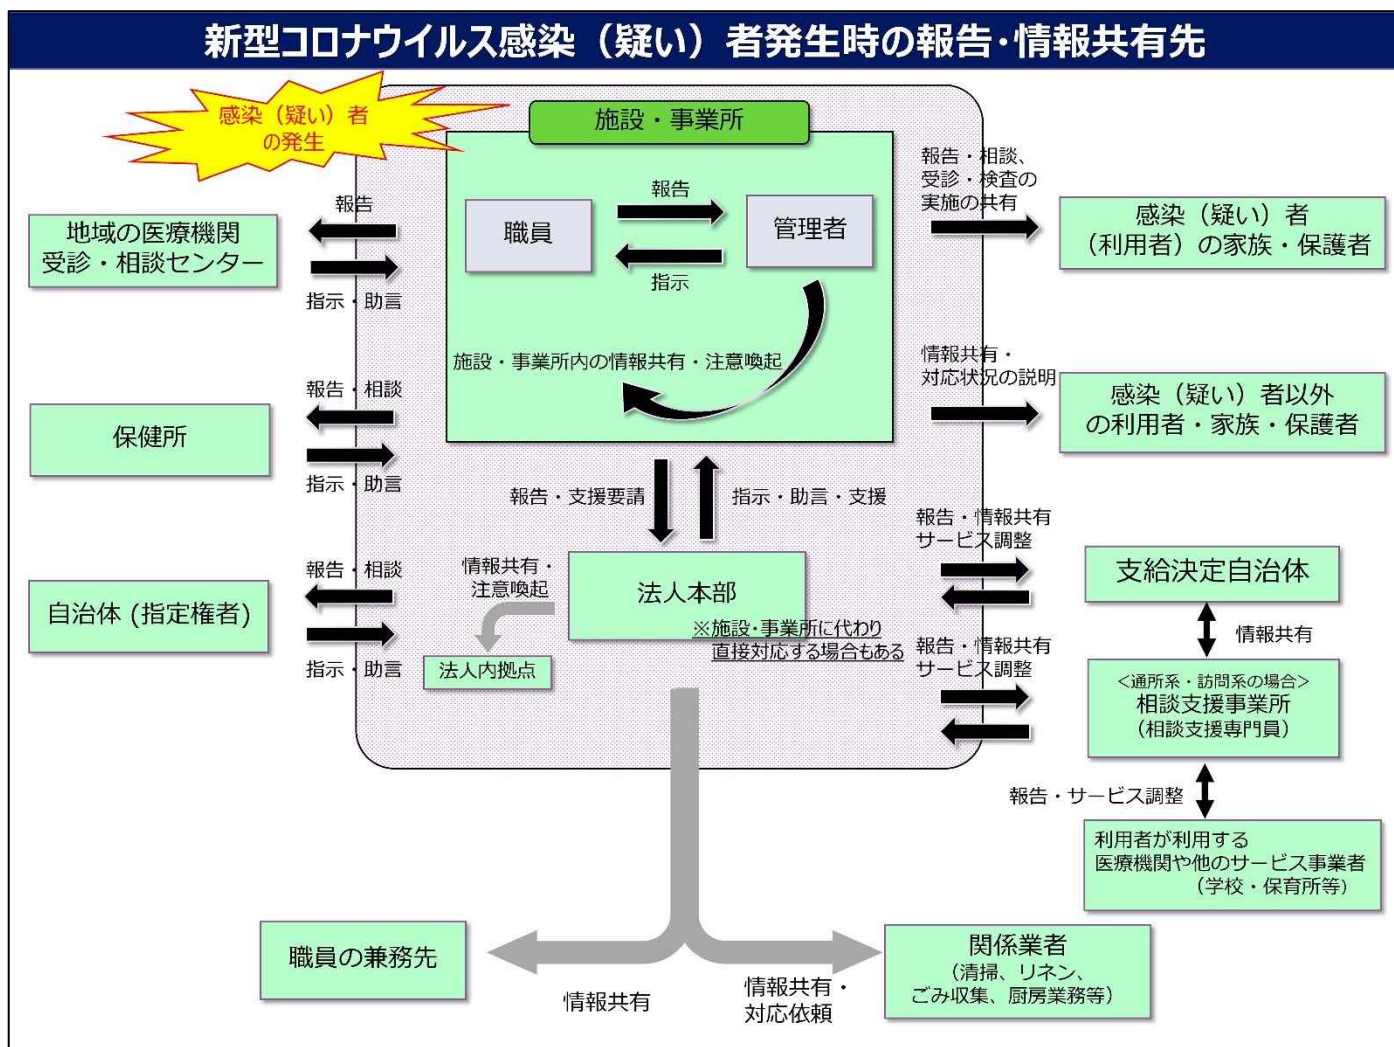 新型コロナウイルス感染（疑い）者発生時の報告･情報共有先
感染（疑い）者
の発生
施設・事業所
職員
報告
指示
管理者
施設・事業所内の情報共有・注意喚起
報告
地域の医療機関
受診・相談センター
指示・助言
報告・相談
保健所
指示・助言
報告・相談
自治体 (指定権者)
指示・助言
報告・相談、
受診・検査の
実施の共有
感染（疑い）者
（利用者）の家族・保護者
情報共有・
対応状況の説明
感染（疑い）者以外
の利用者・家族・保護者
報告・支援要請
指示・助言・支援
情報共有・
注意喚起
法人本部
※施設･事業所に代わり
直接対応する場合もある
法人内拠点
報告・情報共有
サービス調整
支給決定自治体
情報共有
報告・情報共有
サービス調整
＜通所系・訪問系の場合＞
相談支援事業所
（相談支援専門員）
報告・サービス調整
利用者が利用する
医療機関や他のサービス事業者
（学校・保育所等）
職員の兼務先
情報共有
情報共有・
対応依頼
関係業者
（清掃、リネン、
ごみ収集、厨房業務等）